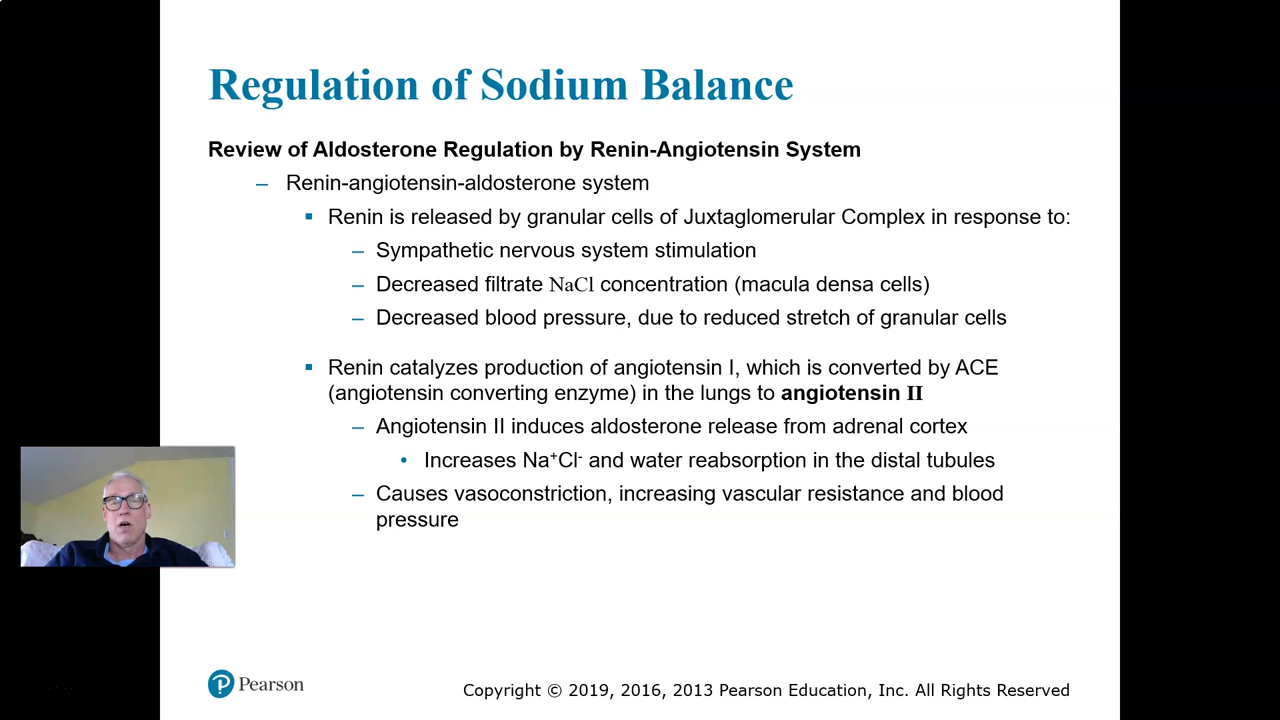 Regulation of Sodium Balance
Review of Aldosterone Regulation by Renin-Angiotensin System
– Renin-angiotensin-aldosterone system
▪ Renin is released by granular cells of Juxtaglomerular Complex in response to:
– Sympathetic nervous system stimulation
– Decreased filtrate NaCl concentration (macula densa cells)
– Decreased blood pressure, due to reduced stretch of granular cells
▪ Renin catalyzes production of angiotensin I, which is converted by ACE
(angiotensin converting enzyme) in the lungs to angiotensin II
– Angiotensin II induces aldosterone release from adrenal cortex
• Increases Na⁺Cl⁻ and water reabsorption in the distal tubules
– Causes vasoconstriction, increasing vascular resistance and blood
pressure
P Pearson
Copyright © 2019, 2016, 2013 Pearson Education, Inc. All Rights Reserved